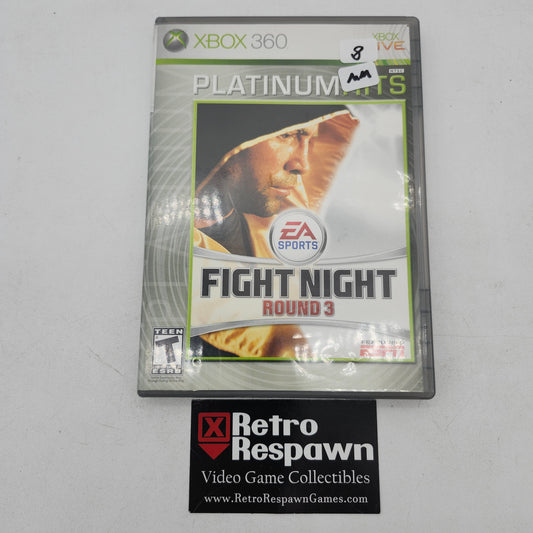 XBOX 360
XBOX
LIVE
8
NTSC
PLATINUM HITS
EA
SPORTS
FIGHT NIGHT
ROUND 3
TEEN
T
ESRB
X Retro
Respawn
Video Game Collectibles
www.RetroRespawnGames.com